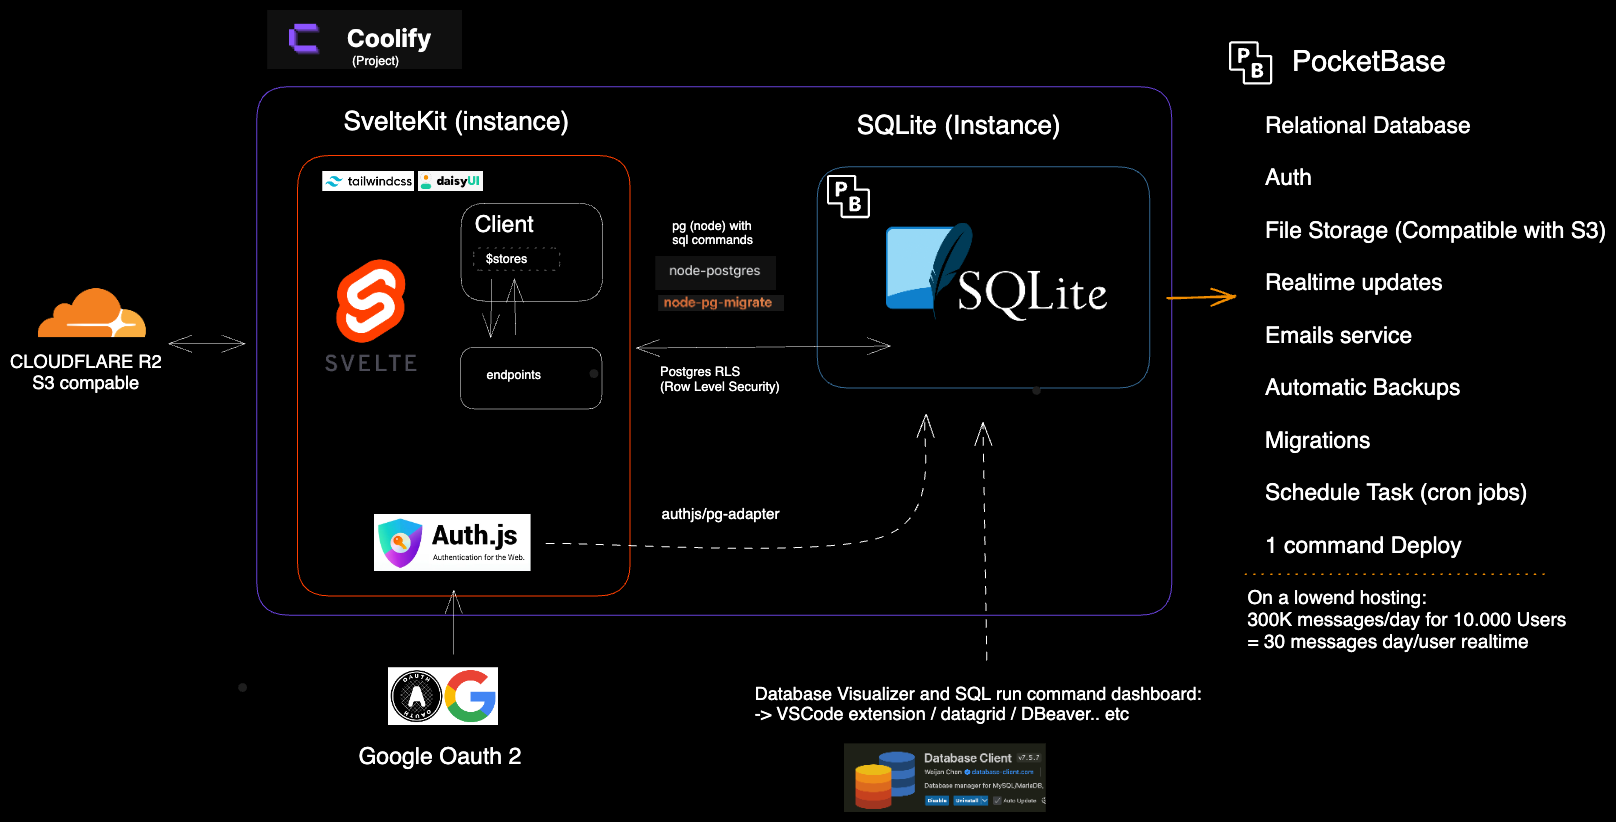 Coolify
(Project)
SvelteKit (instance)
tailwindcss
daisyUI
Client
$stores
SVELTE
endpoints
Auth.js
Authentication for the Web.
CLOUDFLARE R2
S3 compable
pg (node) with
sql commands
node-postgres
node-pg-migrate
Postgres RLS
(Row Level Security)
authjs/pg-adapter
SQLite (Instance)
P
B
SQLite
OAUTH
A
OAUTH
G
Google Oauth 2
Database Visualizer and SQL run command dashboard:
-> VSCode extension / datagrid / DBeaver.. etc
Database Client v7.5.7
Weijan Chen database-client.com
Database manager for MySQL/MariaDB,
Disable Uninstall Auto Update
P
B
PocketBase
Relational Database
Auth
File Storage (Compatible with S3)
Realtime updates
Emails service
Automatic Backups
Migrations
Schedule Task (cron jobs)
1 command Deploy
On a lowend hosting:
300K messages/day for 10.000 Users
= 30 messages day/user realtime